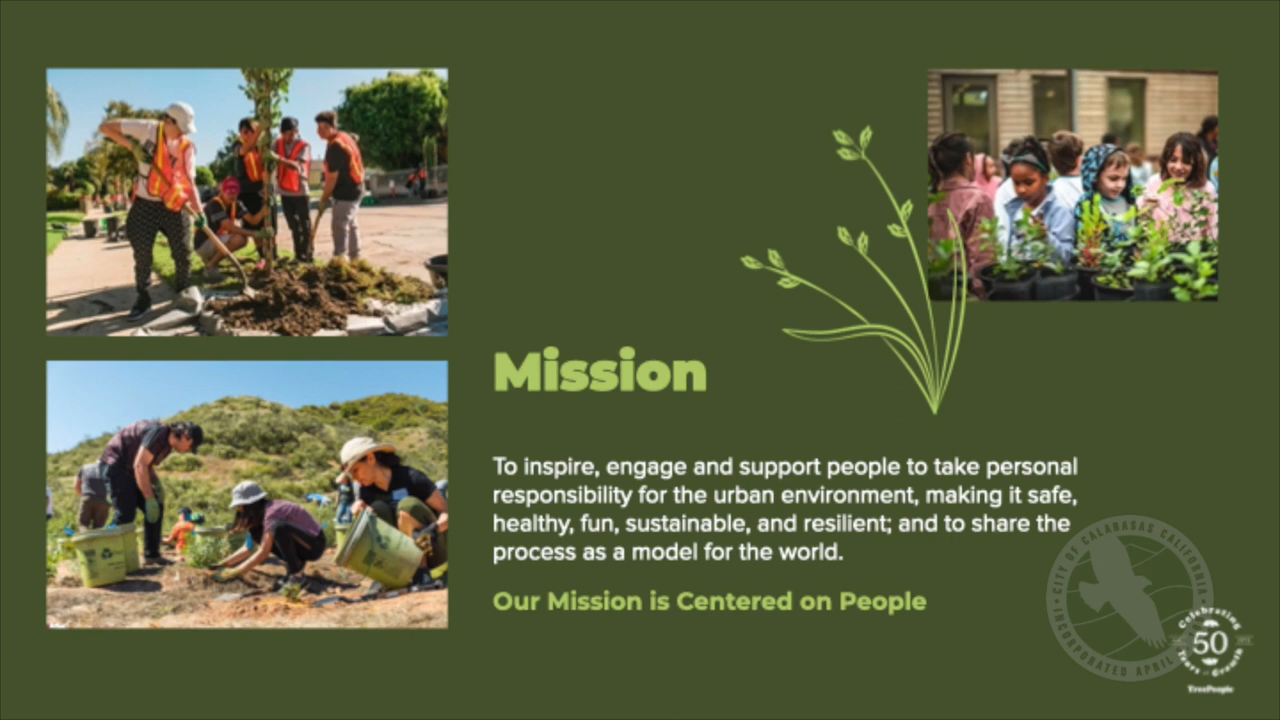 Mission
To inspire, engage and support people to take personal
responsibility for the urban environment, making it safe,
healthy, fun, sustainable, and resilient; and to share the
process as a model for the world.
Our Mission is Centered on People
CITY OF CALABASAS CALIFORNIA
INCORPORATED APRIL
Celebrating
50
Years of Growth
TreePeople